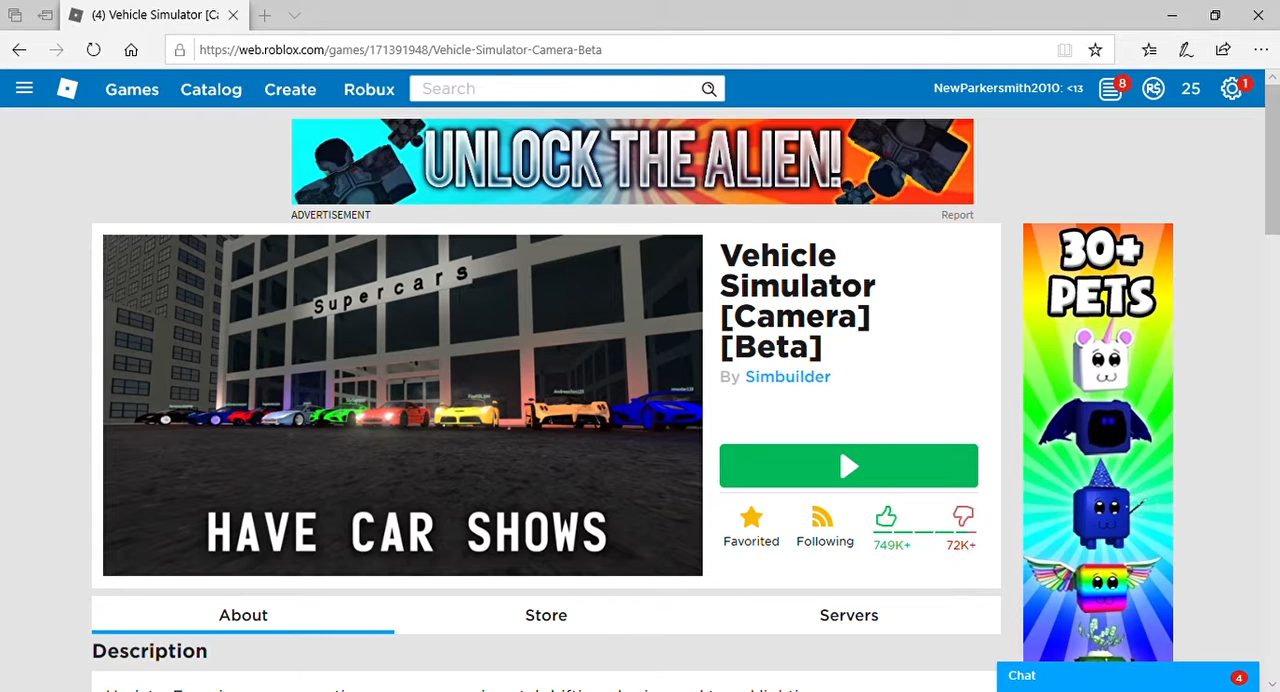 (4) Vehicle Simulator [Ca
https://web.roblox.com/games/171391948/Vehicle-Simulator-Camera-Beta
Games Catalog Create Robux Search NewParkersmith2010: <13 8 R$ 25 1
UNLOCK THE ALIEN!
ADVERTISEMENT Report
Supercars
HAVE CAR SHOWS
Vehicle
Simulator
[Camera]
[Beta]
By Simbuilder
Favorited Following 749K+ 72K+
30+
PETS
About Store Servers
Description
Chat 4